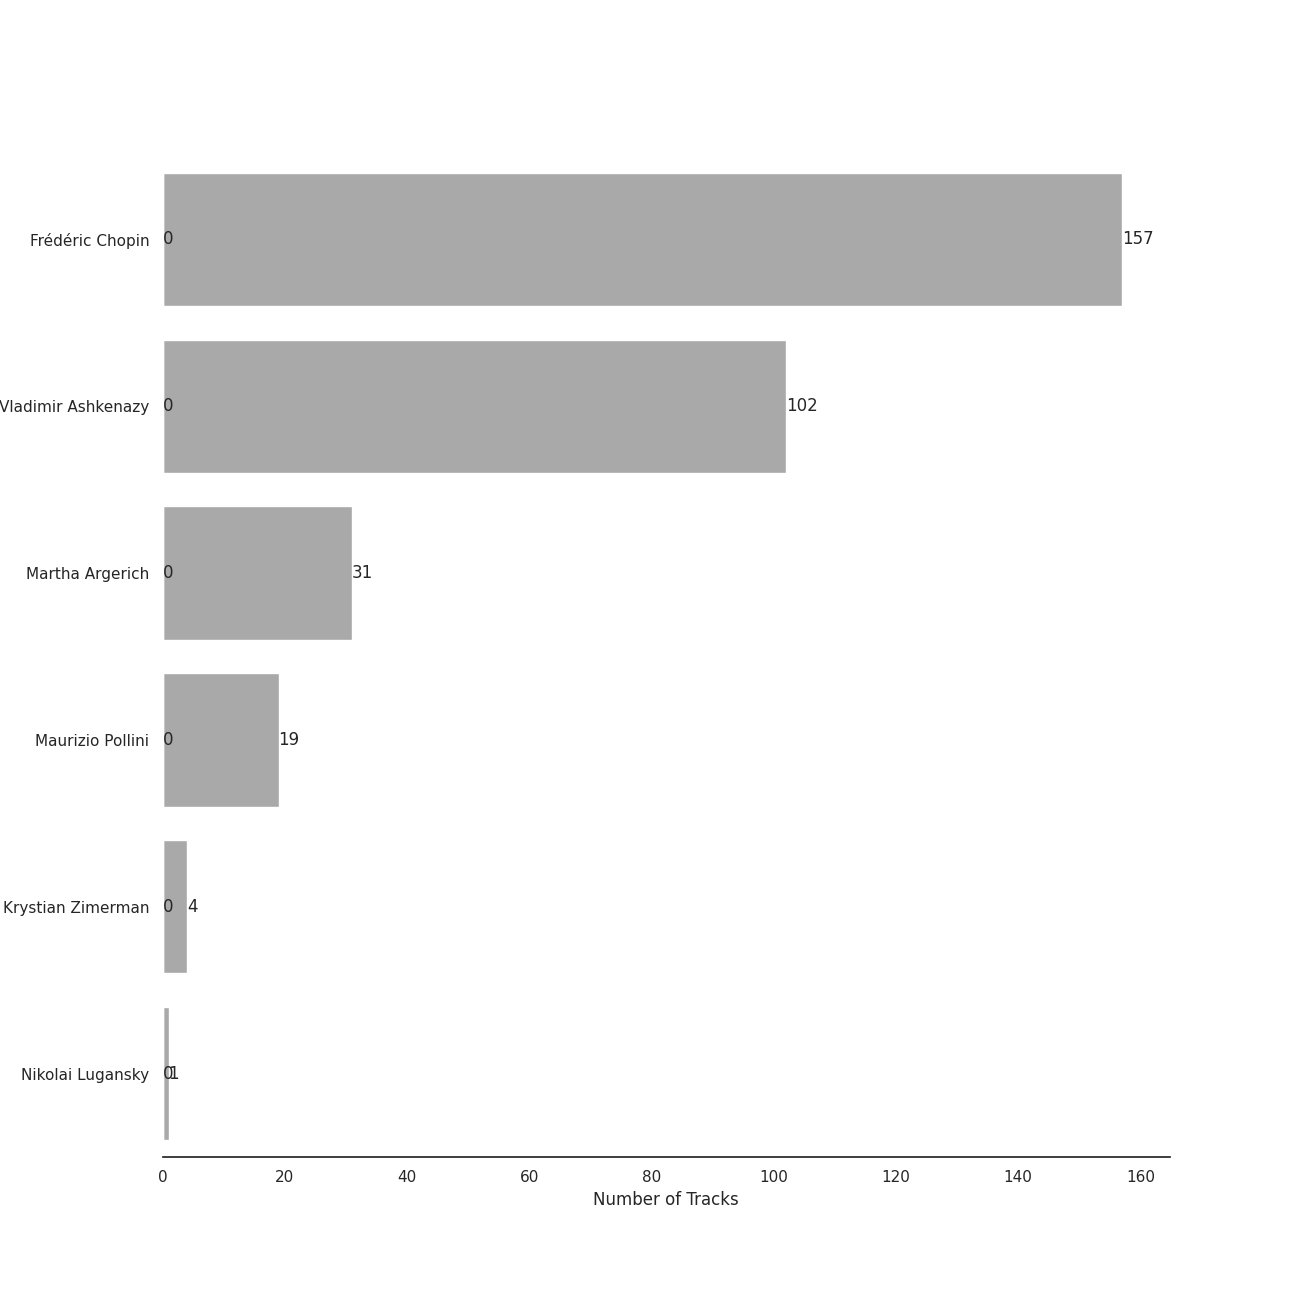 Frédéric Chopin 0 157
Vladimir Ashkenazy 0 102
Martha Argerich 0 31
Maurizio Pollini 0 19
Krystian Zimerman 0 4
Nikolai Lugansky 0 1
0 20 40 60 80 100 120 140 160
Number of Tracks